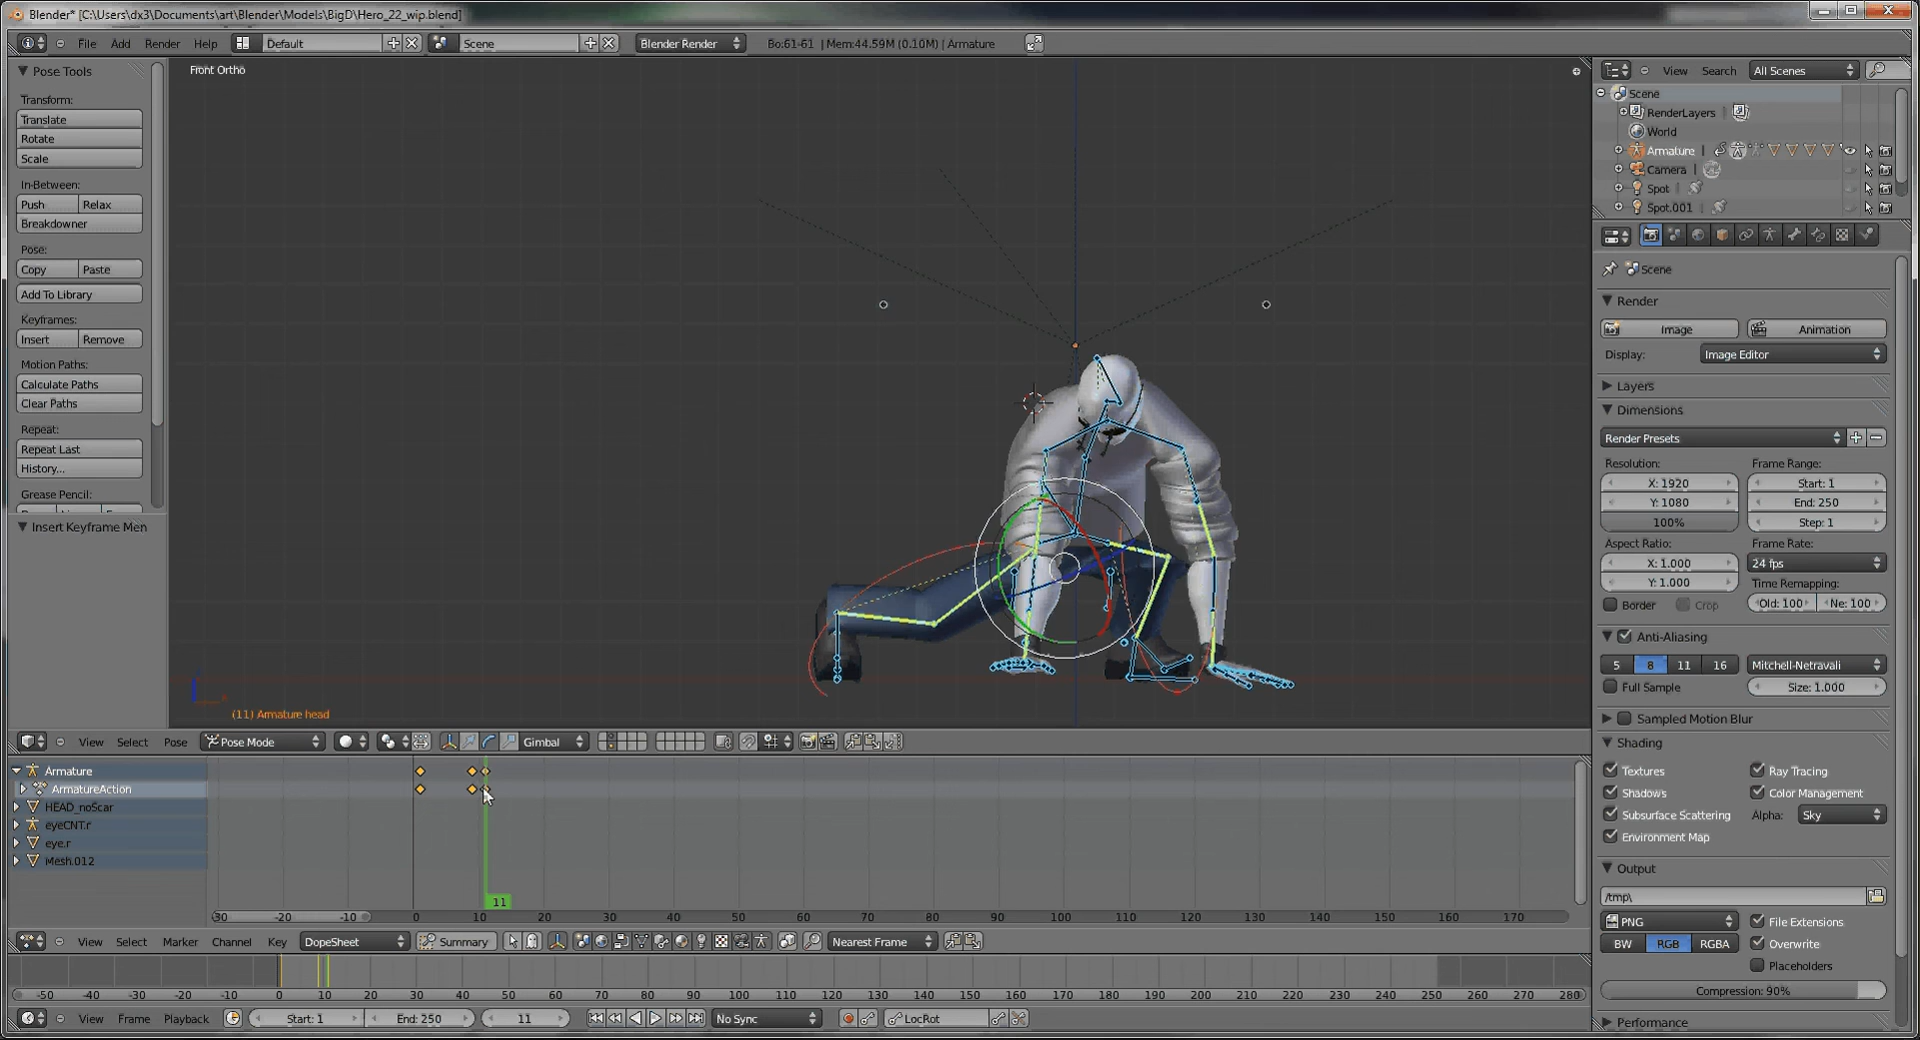 Blender* [C:\Users\dx3\Documents\art\Blender\Models\BigD\Hero_22_wip.blend]
File Add Render Help Default Scene Blender Render Bo:61-61 | Mem:44.59M (0.10M) | Armature
Pose Tools
Transform:
Translate
Rotate
Scale
In-Between:
Push Relax
Breakdowner
Pose:
Copy Paste
Add To Library
Keyframes:
Insert Remove
Motion Paths:
Calculate Paths
Clear Paths
Repeat:
Repeat Last
History...
Grease Pencil:
Insert Keyframe Men
Front Ortho
(11) Armature head
View Select Pose Pose Mode Gimbal
View Search All Scenes
Scene
RenderLayers
World
Armature
Camera
Spot
Spot.001
Scene
Render
Image Animation
Display: Image Editor
Layers
Dimensions
Render Presets
Resolution: Frame Range:
X: 1920 Start: 1
Y: 1080 End: 250
100% Step: 1
Aspect Ratio: Frame Rate:
X: 1.000 24 fps
Y: 1.000 Time Remapping:
Border Crop Old: 100 Ne: 100
Anti-Aliasing
5 8 11 16 Mitchell-Netravali
Full Sample Size: 1.000
Sampled Motion Blur
Shading
Textures Ray Tracing
Shadows Color Management
Subsurface Scattering Alpha: Sky
Environment Map
Output
/tmp\
PNG File Extensions
BW RGB RGBA Overwrite
Placeholders
Compression: 90%
Performance
Armature
ArmatureAction
HEAD_noScar
eyeCNT.r
eye.r
Mesh.012
11
-30 -20 -10 0 10 20 30 40 50 60 70 80 90 100 110 120 130 140 150 160 170
View Select Marker Channel Key DopeSheet Summary Nearest Frame
-50 -40 -30 -20 -10 0 10 20 30 40 50 60 70 80 90 100 110 120 130 140 150 160 170 180 190 200 210 220 230 240 250 260 270 280
View Frame Playback Start: 1 End: 250 11 No Sync LocRot